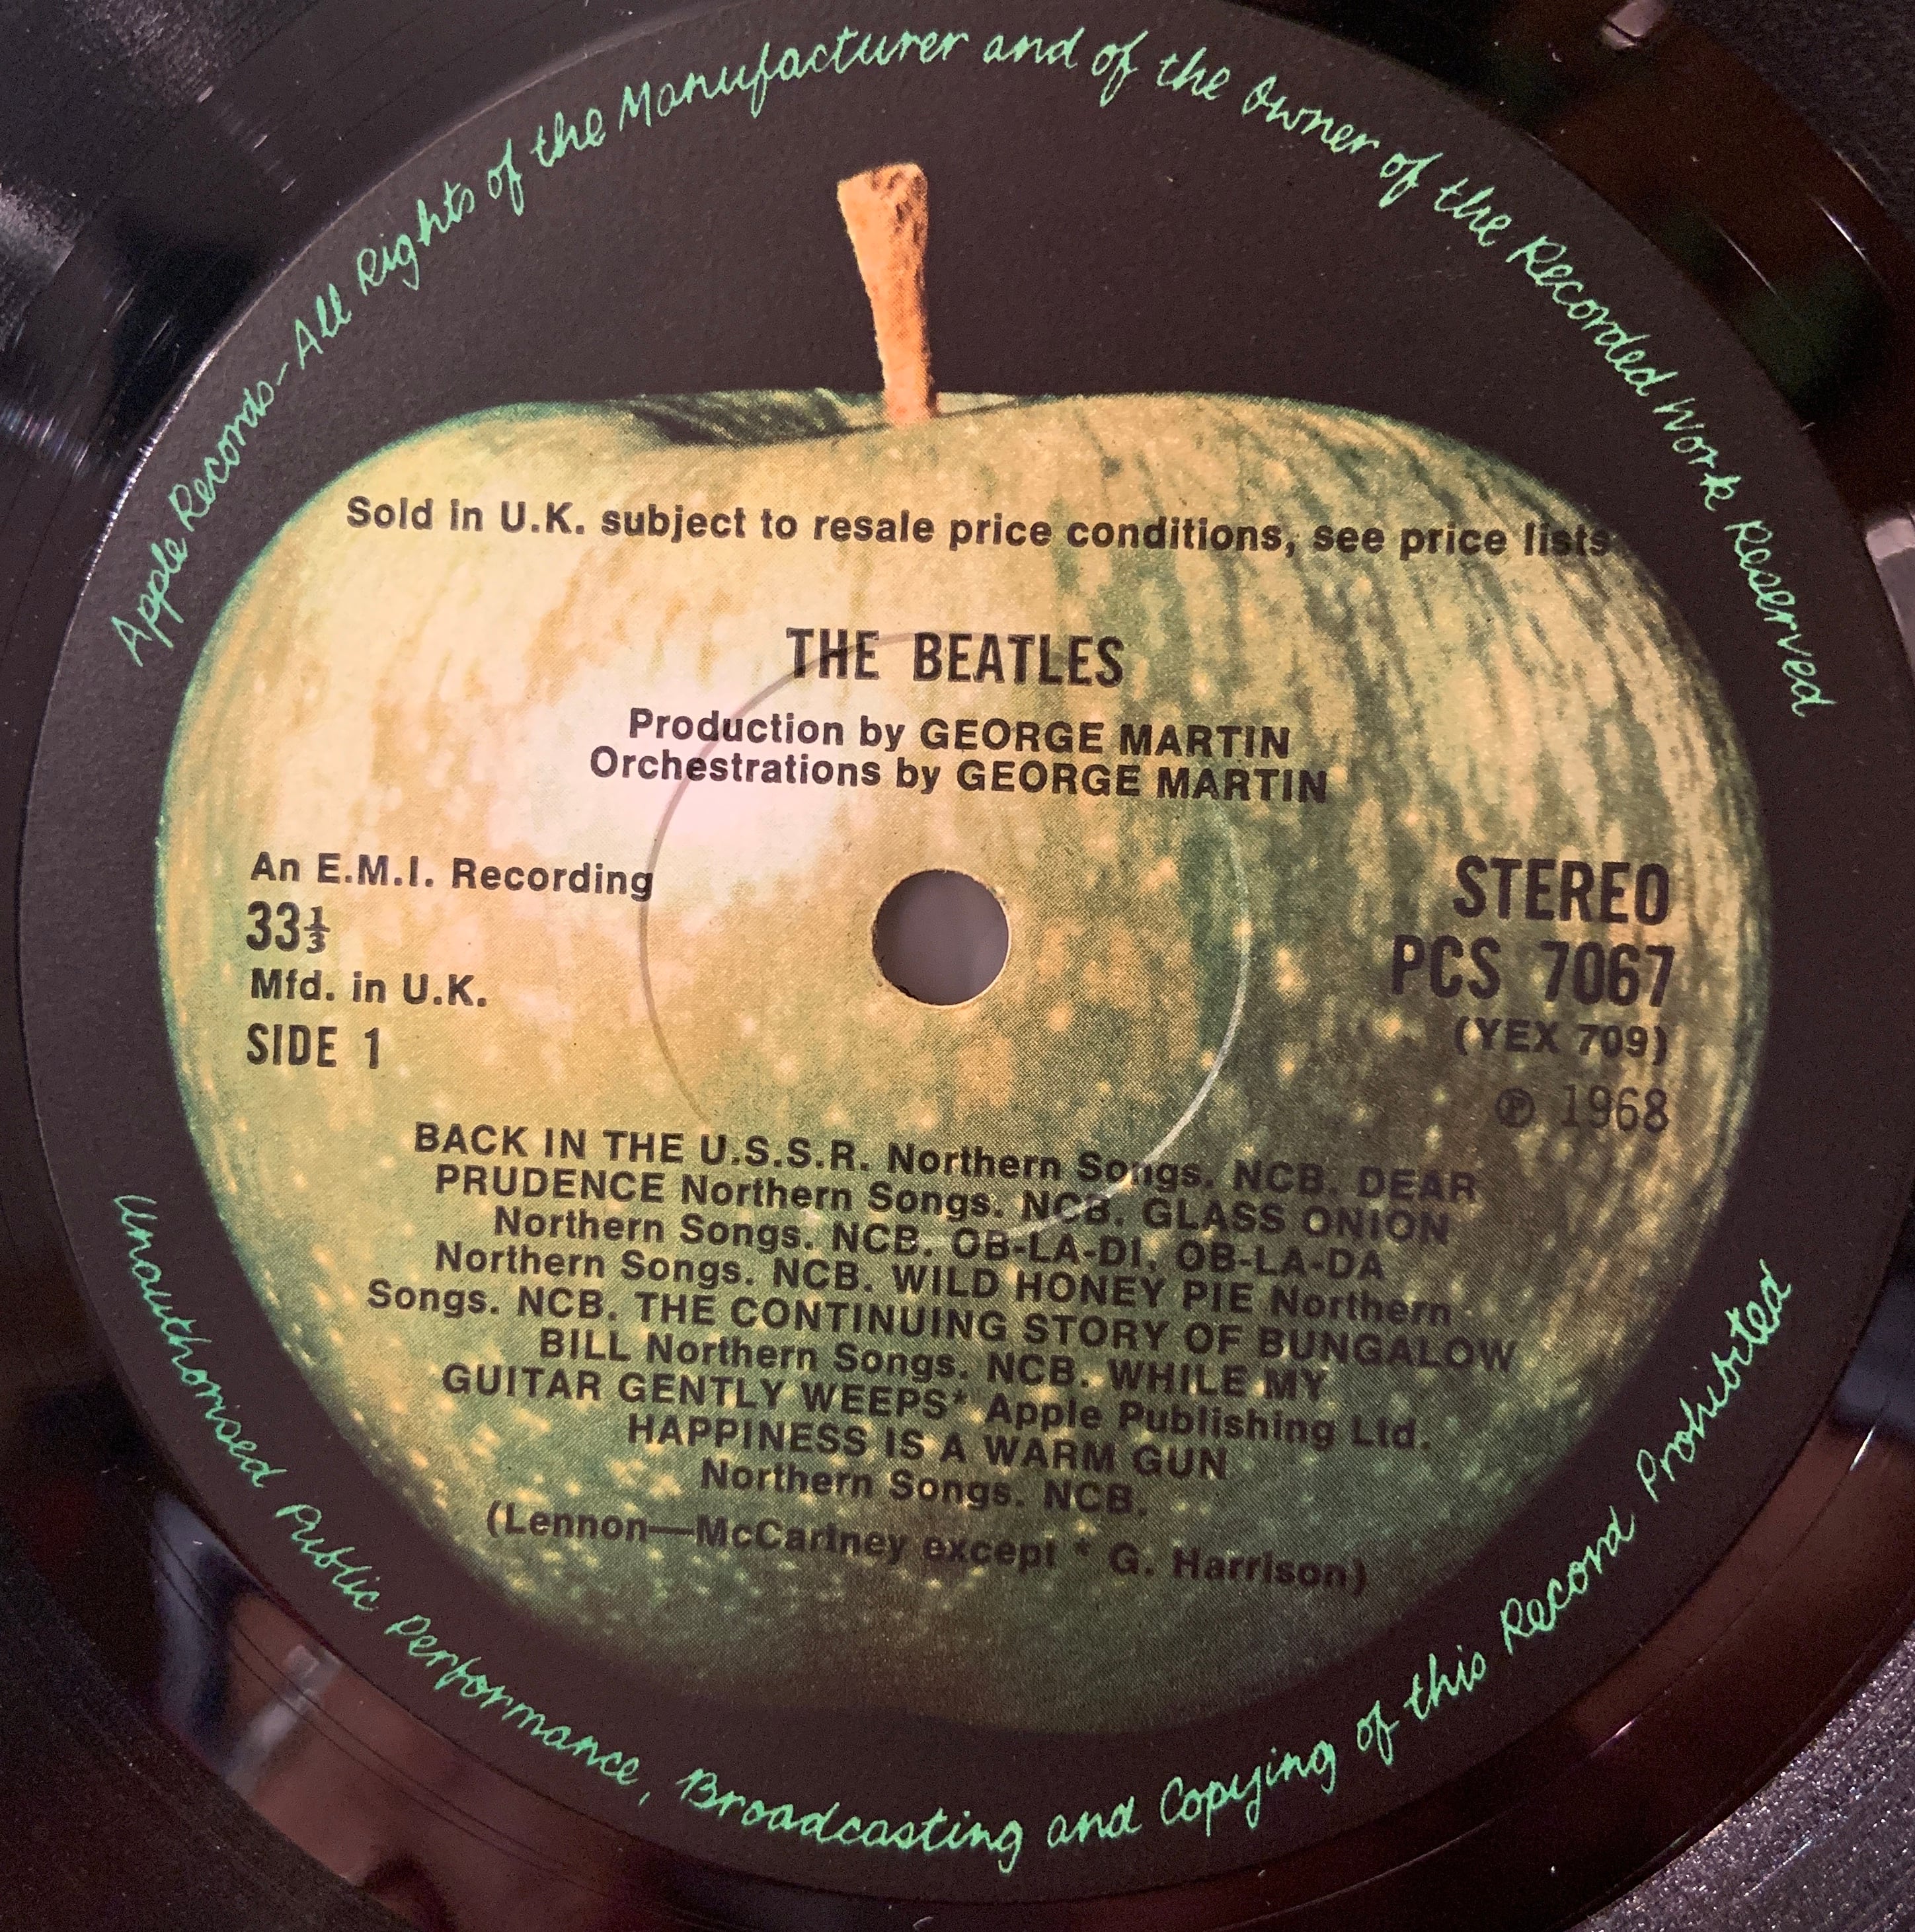 Apple Records – All Rights of the Manufacturer and of the Owner of the Recorded Work Reserved
Sold in U.K. subject to resale price conditions, see price lists
THE BEATLES
Production by GEORGE MARTIN
Orchestrations by GEORGE MARTIN
An E.M.I. Recording
33⅓
Mfd. in U.K.
SIDE 1
STEREO
PCS 7067
(YEX 709)
℗ 1968
BACK IN THE U.S.S.R. Northern Songs. NCB. DEAR
PRUDENCE Northern Songs. NCB. GLASS ONION
Northern Songs. NCB. OB-LA-DI, OB-LA-DA
Northern Songs. NCB. WILD HONEY PIE Northern
Songs. NCB. THE CONTINUING STORY OF BUNGALOW
BILL Northern Songs. NCB. WHILE MY
GUITAR GENTLY WEEPS* Apple Publishing Ltd.
HAPPINESS IS A WARM GUN
Northern Songs. NCB.
(Lennon—McCartney except * G. Harrison)
Unauthorised Public Performance, Broadcasting and Copying of this Record Prohibited